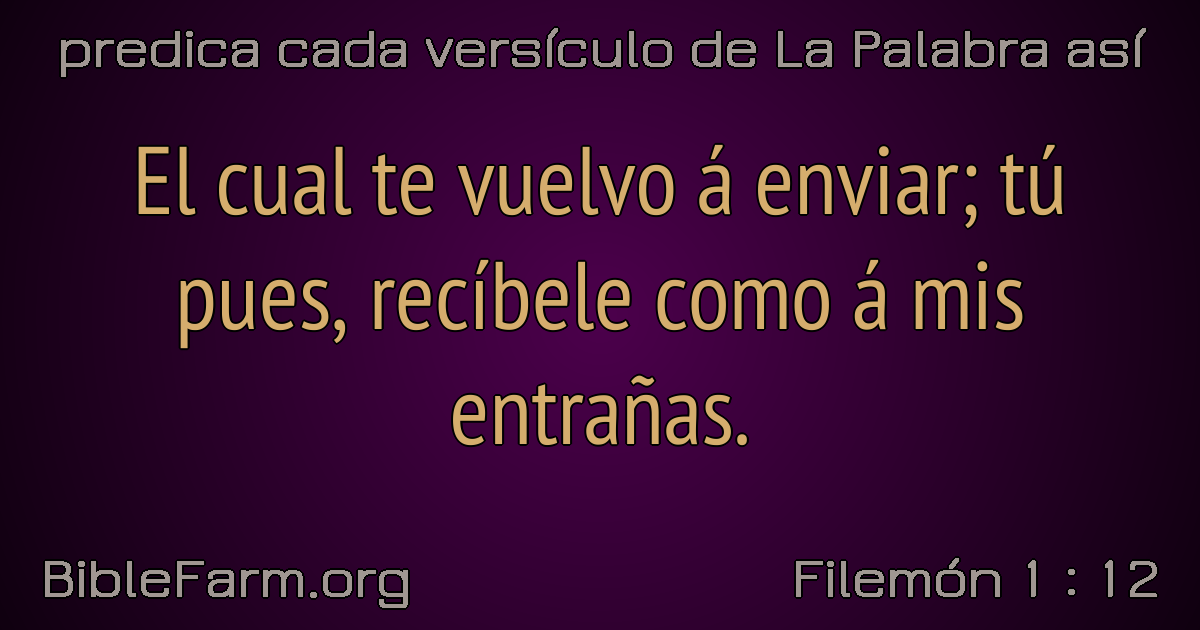 predica cada versículo de La Palabra así
El cual te vuelvo á enviar; tú
pues, recíbele como á mis
entrañas.
BibleFarm.org
Filemón 1 : 12